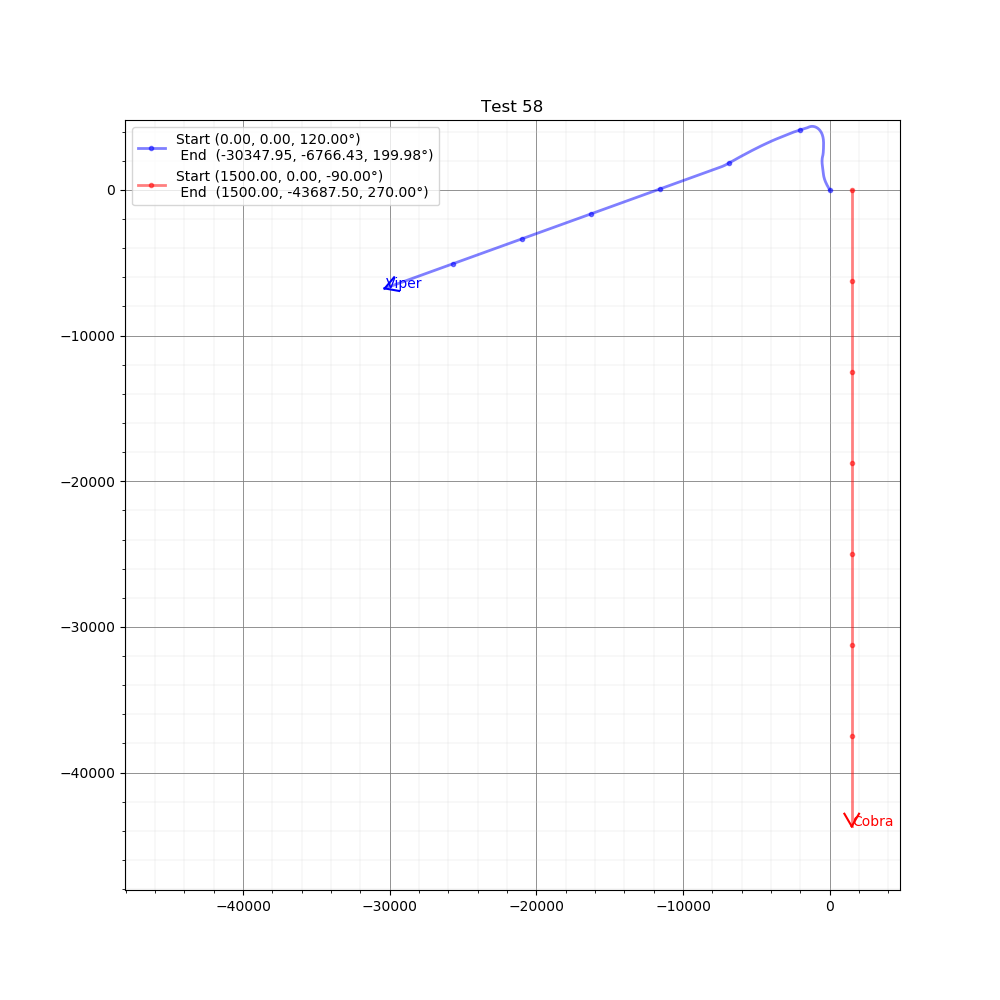 Test 58
Start (0.00, 0.00, 120.00°)
End (-30347.95, -6766.43, 199.98°)
Start (1500.00, 0.00, -90.00°)
End (1500.00, -43687.50, 270.00°)
0
−10000
−20000
−30000
−40000
Viper
Cobra
−40000 −30000 −20000 −10000 0